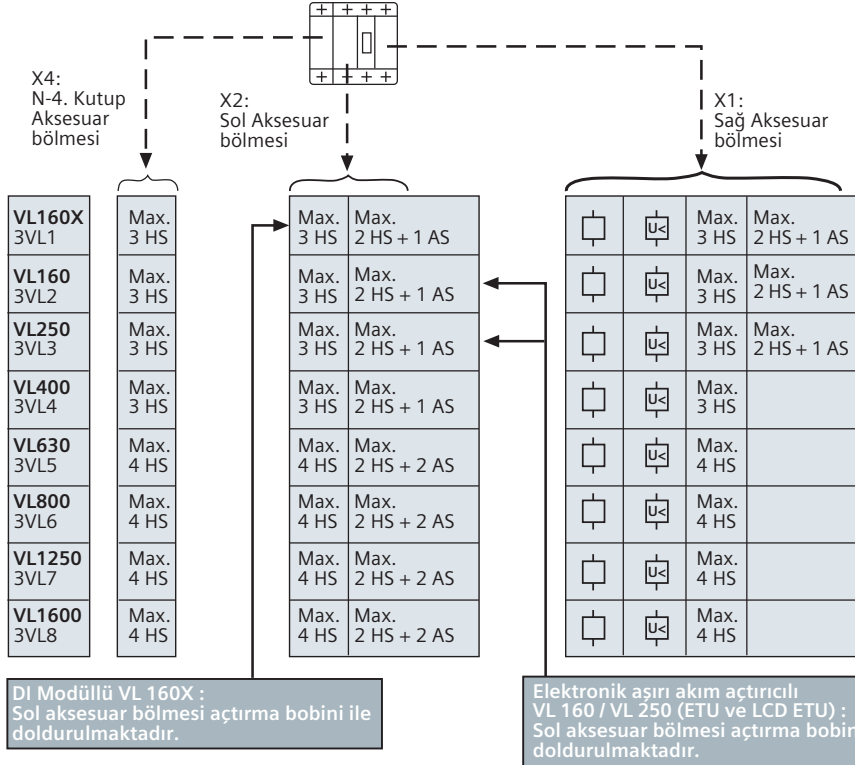 X4:
N-4. Kutup
Aksesuar
bölmesi
X2:
Sol Aksesuar
bölmesi
X1:
Sağ Aksesuar
bölmesi
VL160X
3VL1
Max.
3 HS
Max.
3 HS
Max.
2 HS + 1 AS
U<
Max.
3 HS
Max.
2 HS + 1 AS
VL160
3VL2
Max.
3 HS
Max.
3 HS
Max.
2 HS + 1 AS
U<
Max.
3 HS
Max.
2 HS + 1 AS
VL250
3VL3
Max.
3 HS
Max.
3 HS
Max.
2 HS + 1 AS
U<
Max.
3 HS
Max.
2 HS + 1 AS
VL400
3VL4
Max.
3 HS
Max.
3 HS
Max.
2 HS + 1 AS
U<
Max.
3 HS
VL630
3VL5
Max.
4 HS
Max.
4 HS
Max.
2 HS + 2 AS
U<
Max.
4 HS
VL800
3VL6
Max.
4 HS
Max.
4 HS
Max.
2 HS + 2 AS
U<
Max.
4 HS
VL1250
3VL7
Max.
4 HS
Max.
4 HS
Max.
2 HS + 2 AS
U<
Max.
4 HS
VL1600
3VL8
Max.
4 HS
Max.
4 HS
Max.
2 HS + 2 AS
U<
Max.
4 HS
DI Modüllü VL 160X :
Sol aksesuar bölmesi açtırma bobini ile
doldurulmaktadır.
Elektronik aşırı akım açtırıcılı
VL 160 / VL 250 (ETU ve LCD ETU) :
Sol aksesuar bölmesi açtırma bobin
doldurulmaktadır.